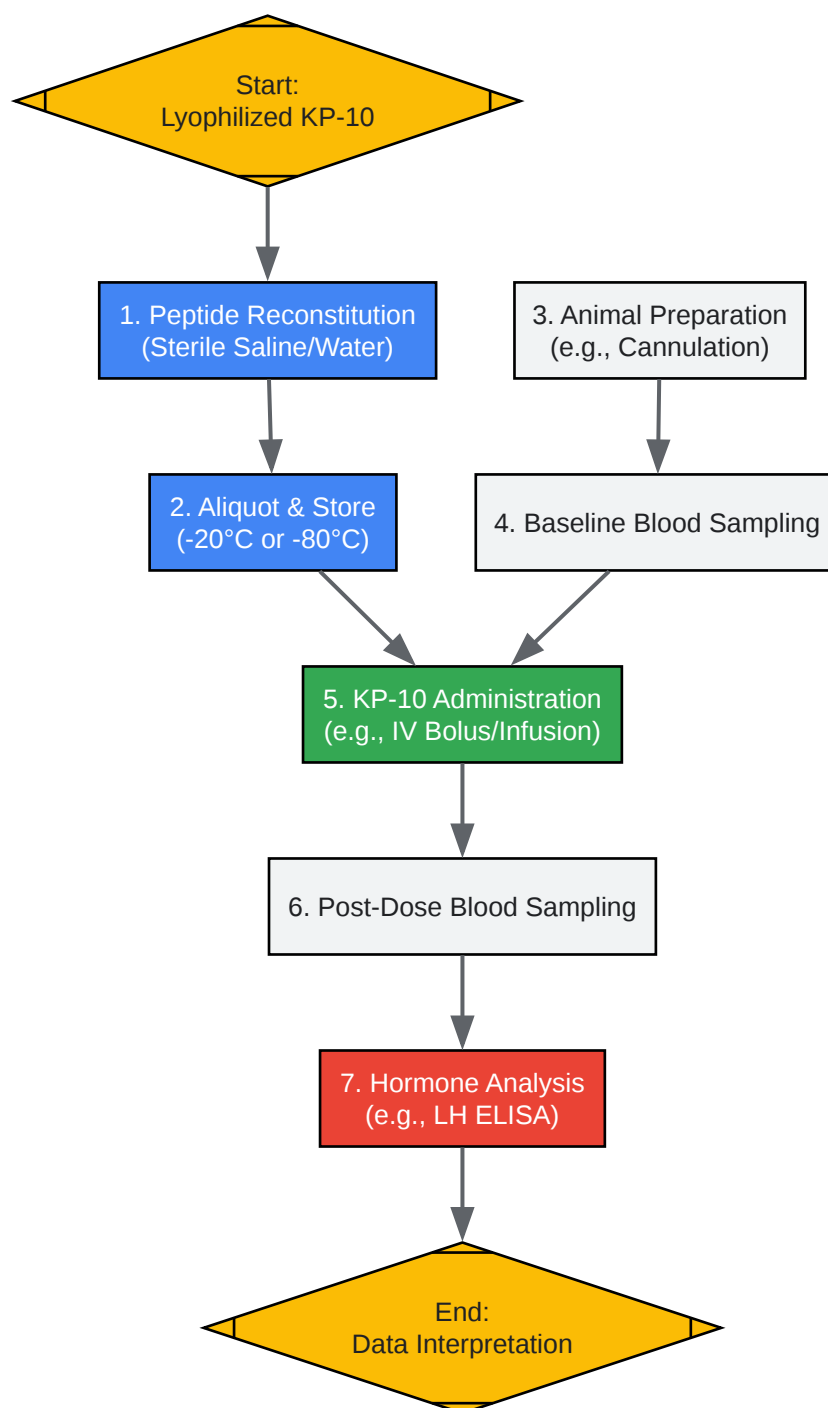 Start:
Lyophilized KP-10
1. Peptide Reconstitution
(Sterile Saline/Water)
3. Animal Preparation
(e.g., Cannulation)
2. Aliquot & Store
(-20°C or -80°C)
4. Baseline Blood Sampling
5. KP-10 Administration
(e.g., IV Bolus/Infusion)
6. Post-Dose Blood Sampling
7. Hormone Analysis
(e.g., LH ELISA)
End:
Data Interpretation